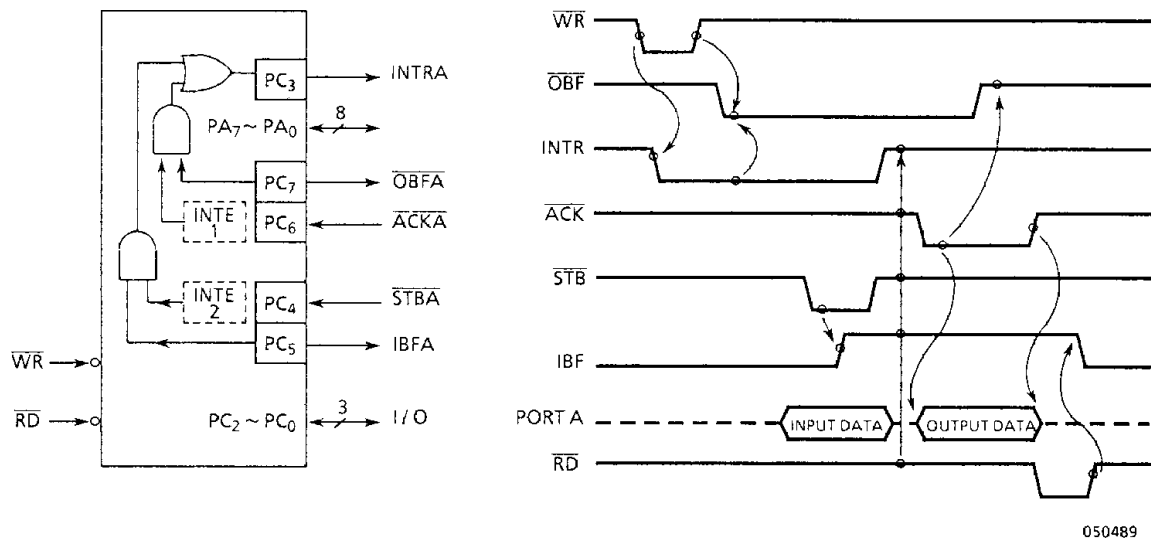 PC₃
INTRA
PA₇~PA₀
8
PC₇
OBFA
INTE
1
PC₆
ACKA
INTE
2
PC₄
STBA
PC₅
IBFA
WR
RD
PC₂~PC₀
3
I/O
WR
OBF
INTR
ACK
STB
IBF
PORT A
INPUT DATA
OUTPUT DATA
RD
050489